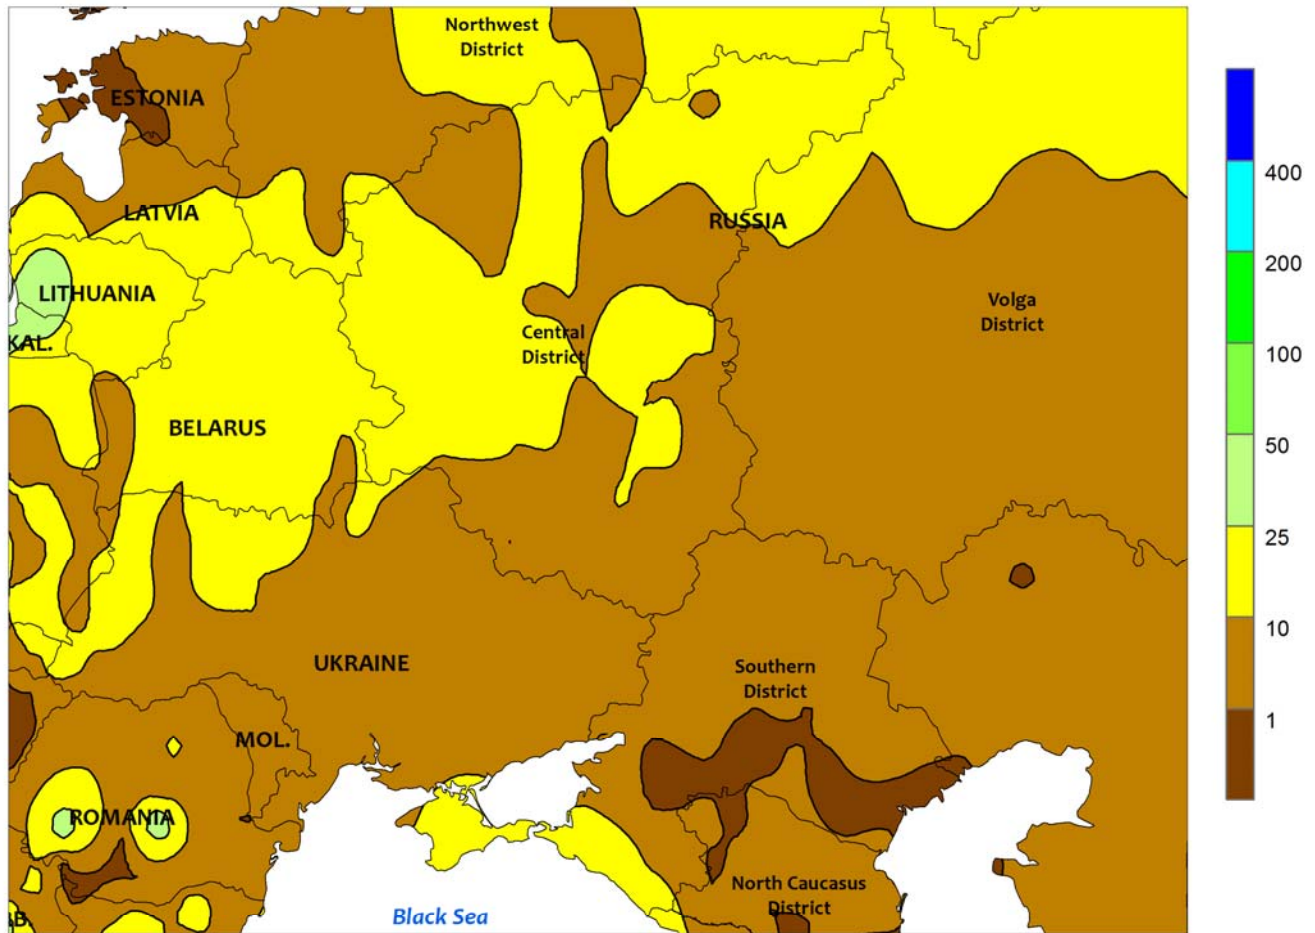 Northwest
District
ESTONIA
LATVIA
RUSSIA
LITHUANIA
Volga
District
KAL.
Central
District
BELARUS
UKRAINE
Southern
District
MOL.
ROMANIA
North Caucasus
District
B.
Black Sea
400
200
100
50
25
10
1